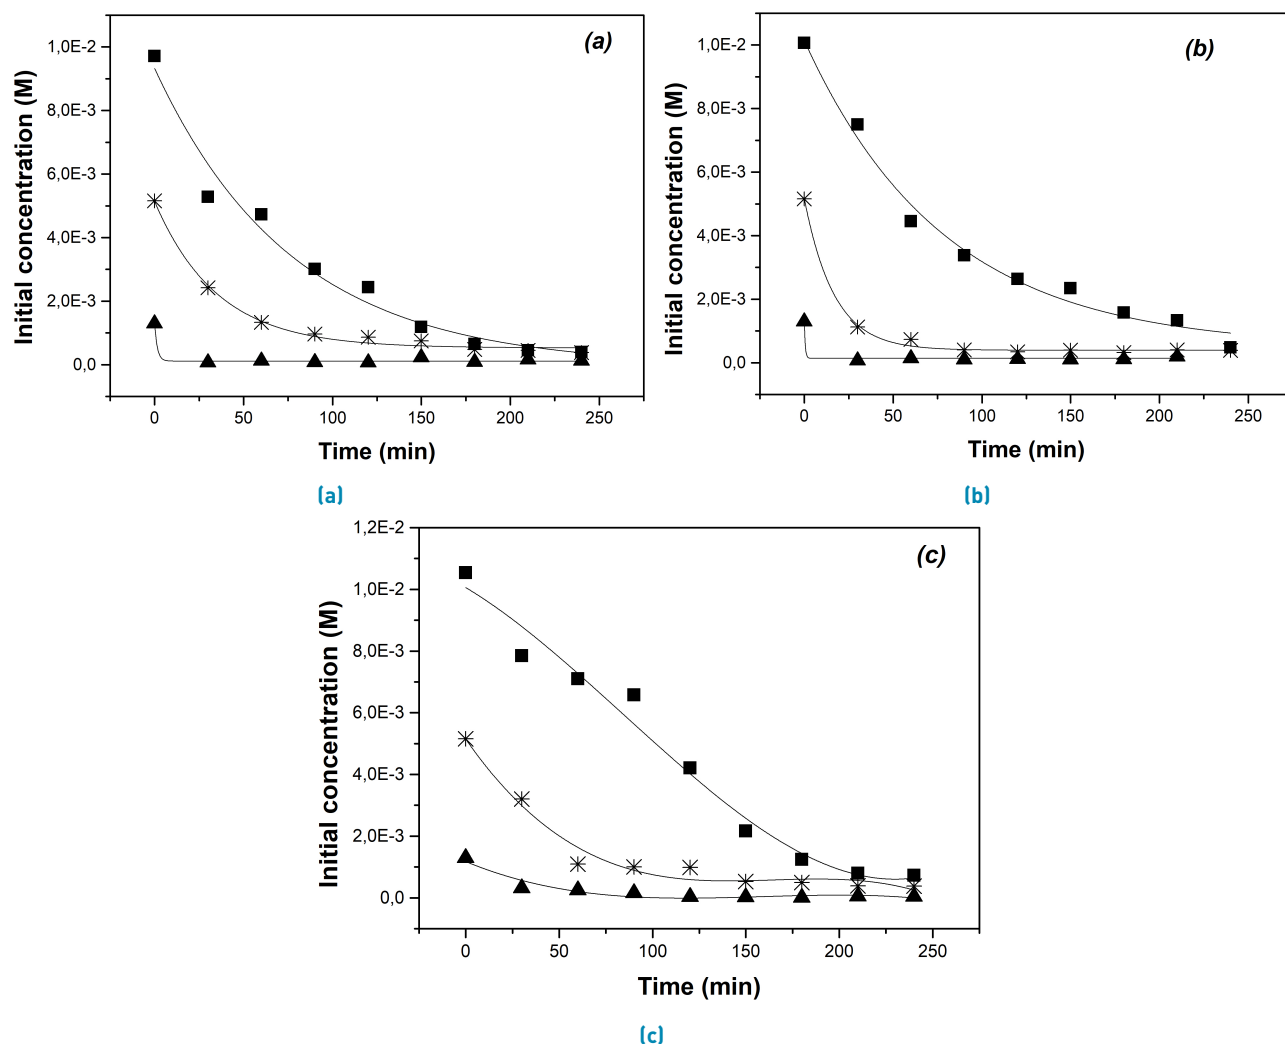 (a)
Initial concentration (M)
1,0E-2
8,0E-3
6,0E-3
4,0E-3
2,0E-3
0,0
0 50 100 150 200 250
Time (min)
(a)
(b)
Initial concentration (M)
1,0E-2
8,0E-3
6,0E-3
4,0E-3
2,0E-3
0,0
0 50 100 150 200 250
Time (min)
(b)
(c)
Initial concentration (M)
1,2E-2
1,0E-2
8,0E-3
6,0E-3
4,0E-3
2,0E-3
0,0
0 50 100 150 200 250
Time (min)
(c)